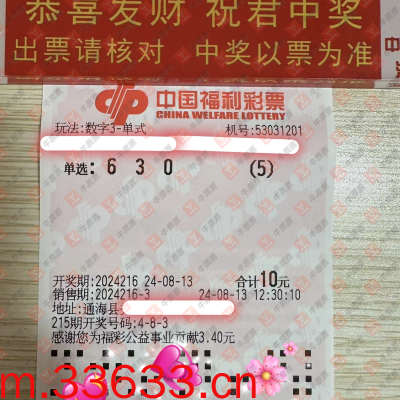 恭喜发财 祝君中奖
出票请核对 中奖以票为准
中国福利彩票
CHINA WELFARE LOTTERY
玩法:数字3-单式 机号:53031201
单选: 6 3 0 (5)
开奖期:2024216 24-08-13 合计10元
销售期:2024216-3 24-08-13 12:30:10
地址:通海县
215期开奖号码:4-8-3
感谢您为福彩公益事业贡献3.40元
m.33633.cn